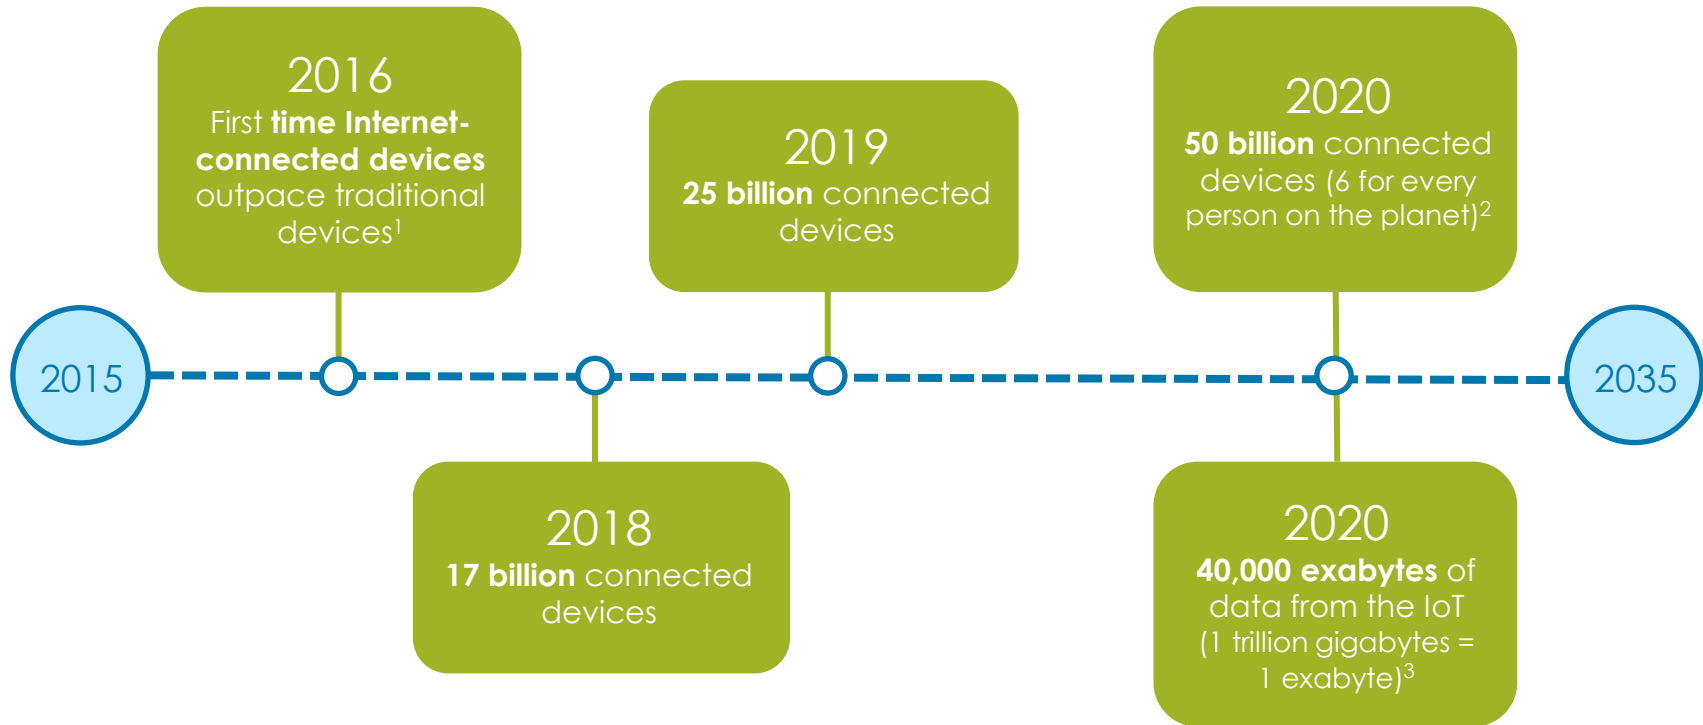 2016
First time Internet-
connected devices
outpace traditional
devices1
2019
25 billion connected
devices
2020
50 billion connected
devices (6 for every
person on the planet)2
2015
2035
2018
17 billion connected
devices
2020
40,000 exabytes of
data from the IoT
(1 trillion gigabytes =
1 exabyte)3